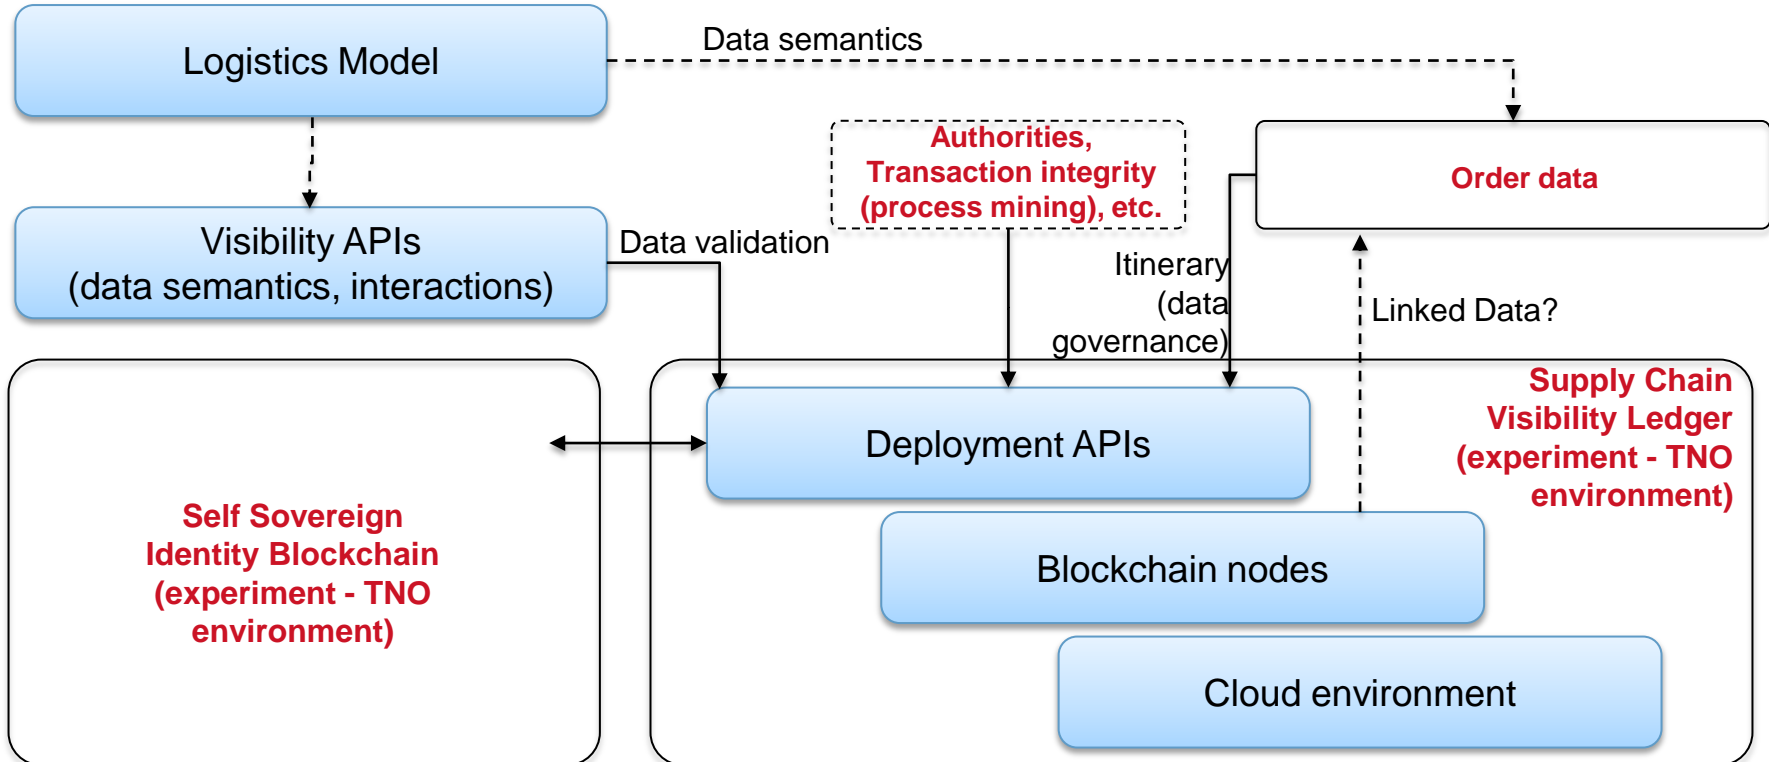 Logistics Model
Data semantics
Authorities,
Transaction integrity
(process mining), etc.
Order data
Visibility APIs
(data semantics, interactions)
Data validation
Itinerary
(data
governance)
Linked Data?
Supply Chain
Visibility Ledger
(experiment - TNO
environment)
Deployment APIs
Self Sovereign
Identity Blockchain
(experiment - TNO
environment)
Blockchain nodes
Cloud environment